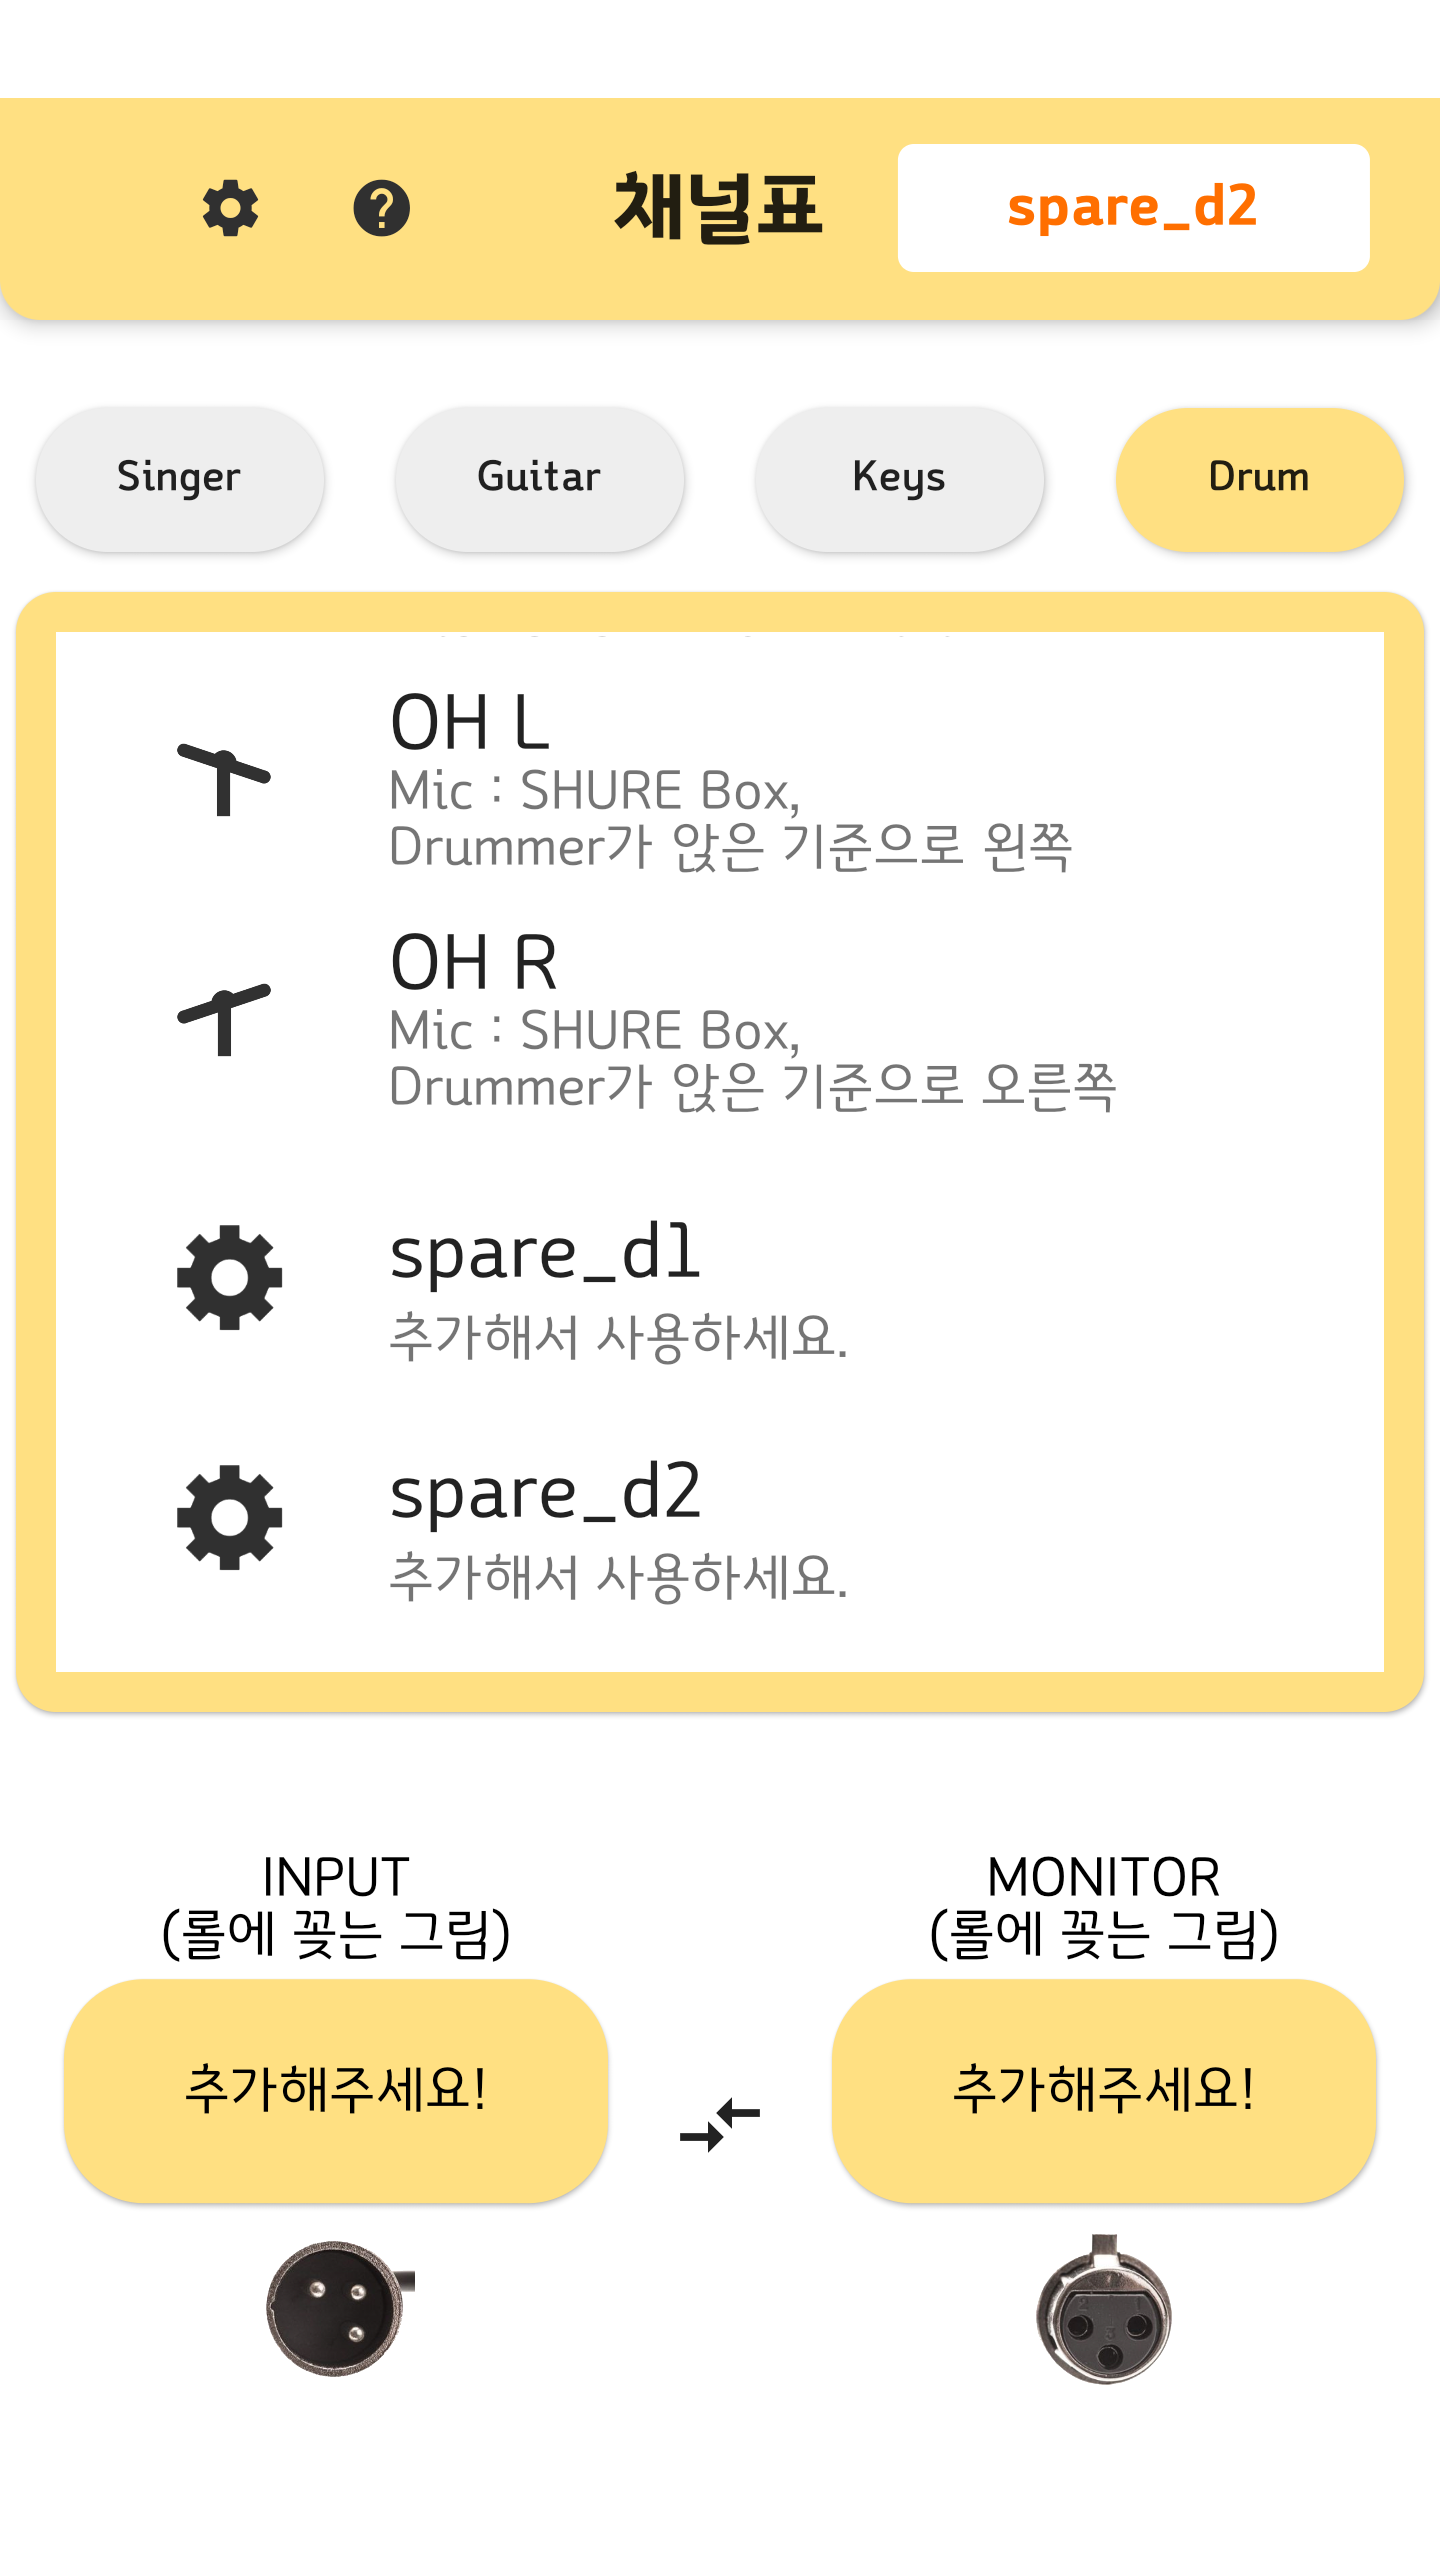 채널표
spare_d2
Singer
Guitar
Keys
Drum
OH L
Mic : SHURE Box,
Drummer가 앉은 기준으로 왼쪽
OH R
Mic : SHURE Box,
Drummer가 앉은 기준으로 오른쪽
spare_d1
추가해서 사용하세요.
spare_d2
추가해서 사용하세요.
INPUT
(롤에 꽂는 그림)
추가해주세요!
MONITOR
(롤에 꽂는 그림)
추가해주세요!